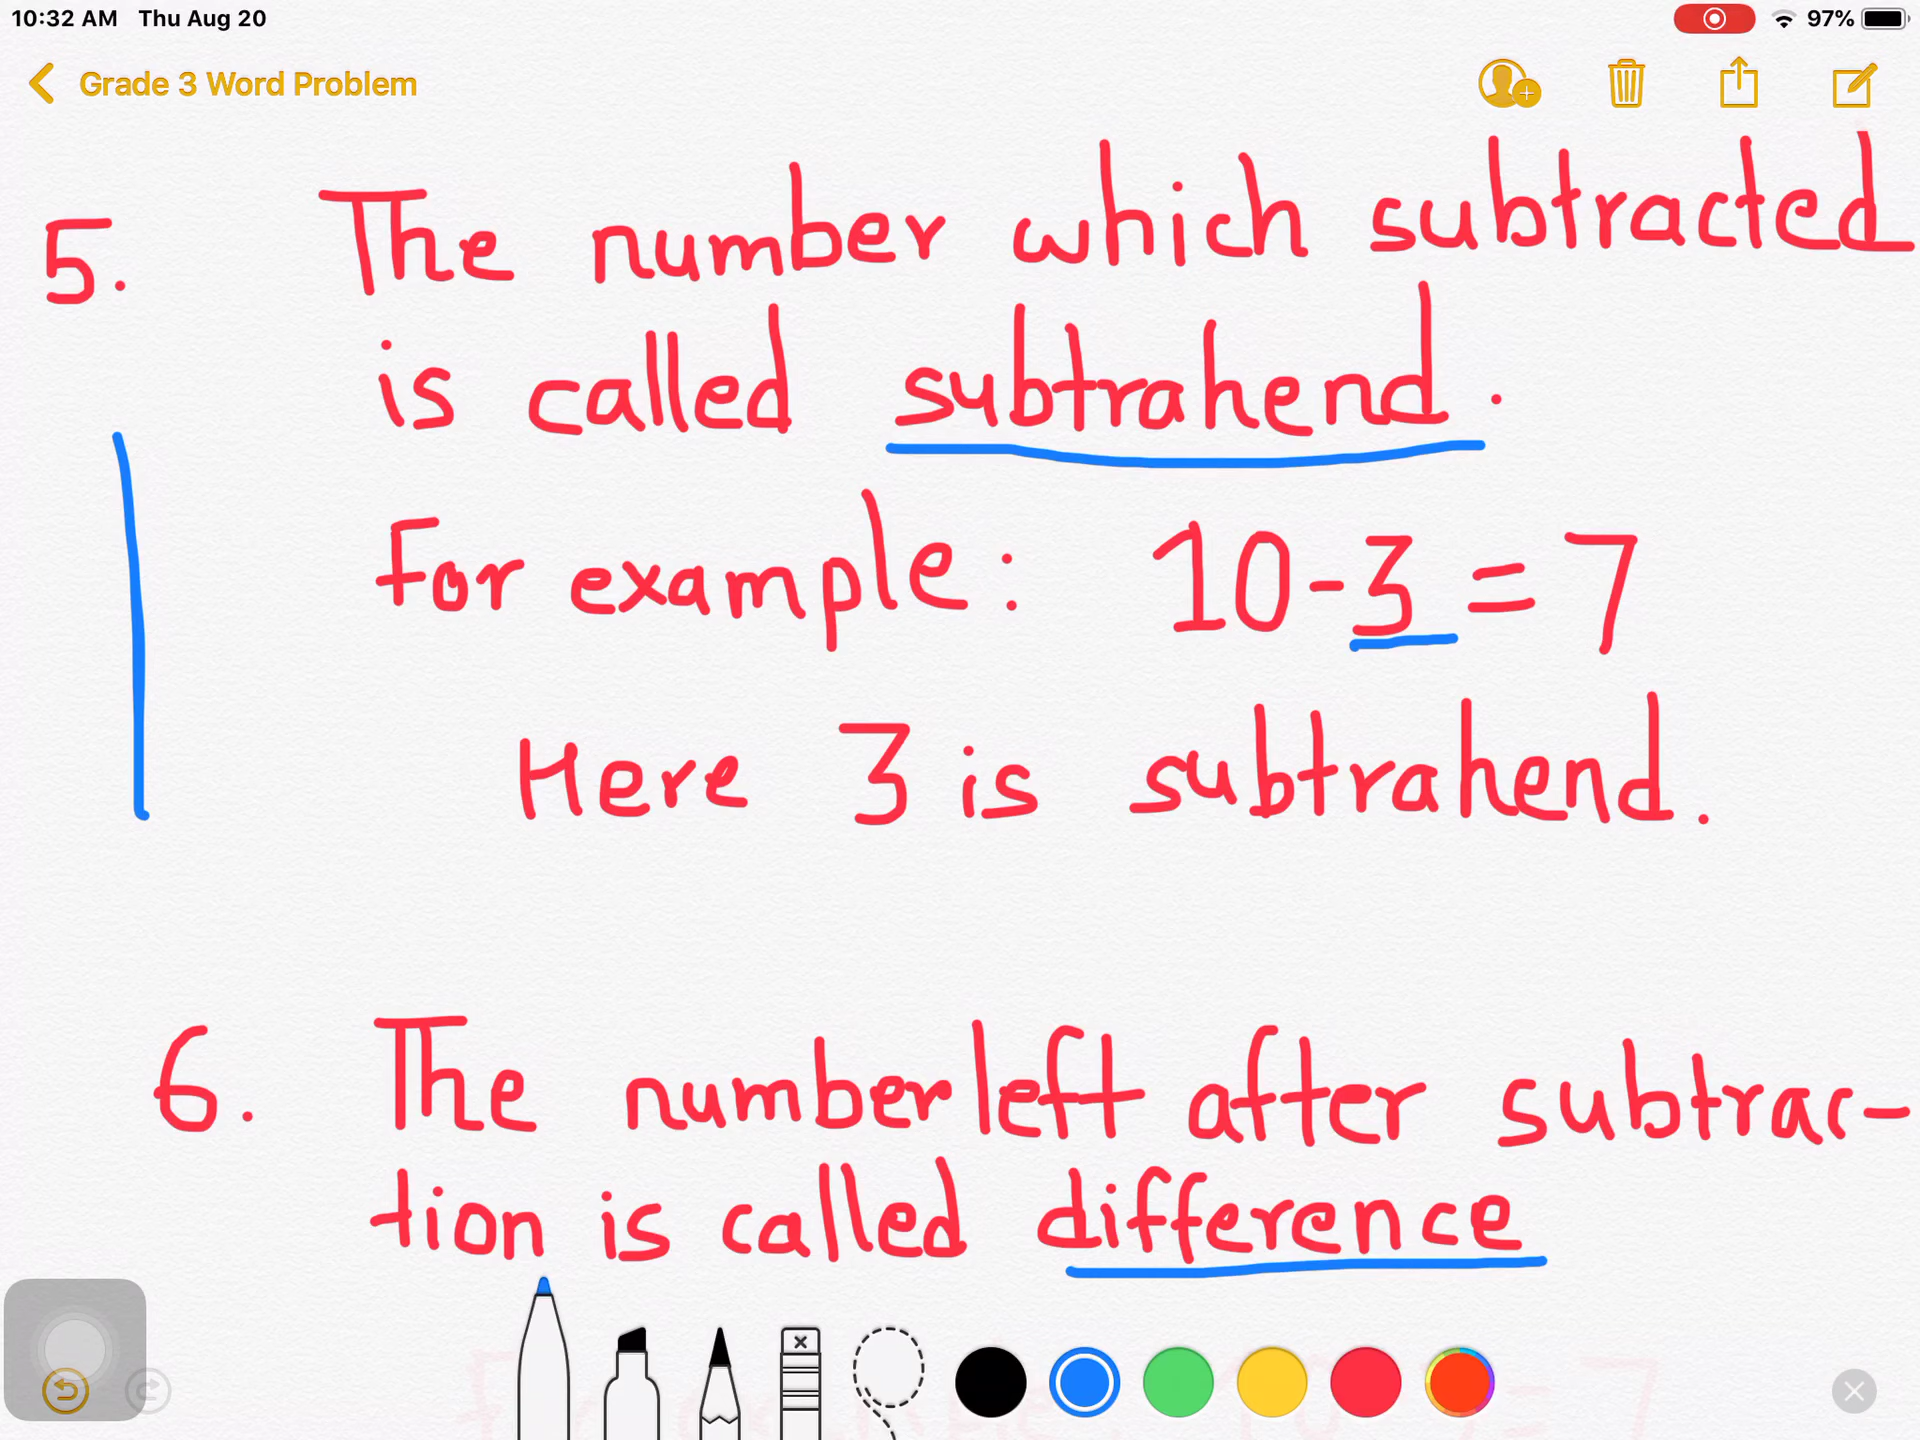 10:32 AM Thu Aug 20
97%
Grade 3 Word Problem
5. The number which subtracted
is called subtrahend.
For example: 10-3=7
Here 3 is subtrahend.
6. The number left after subtrac-
tion is called difference